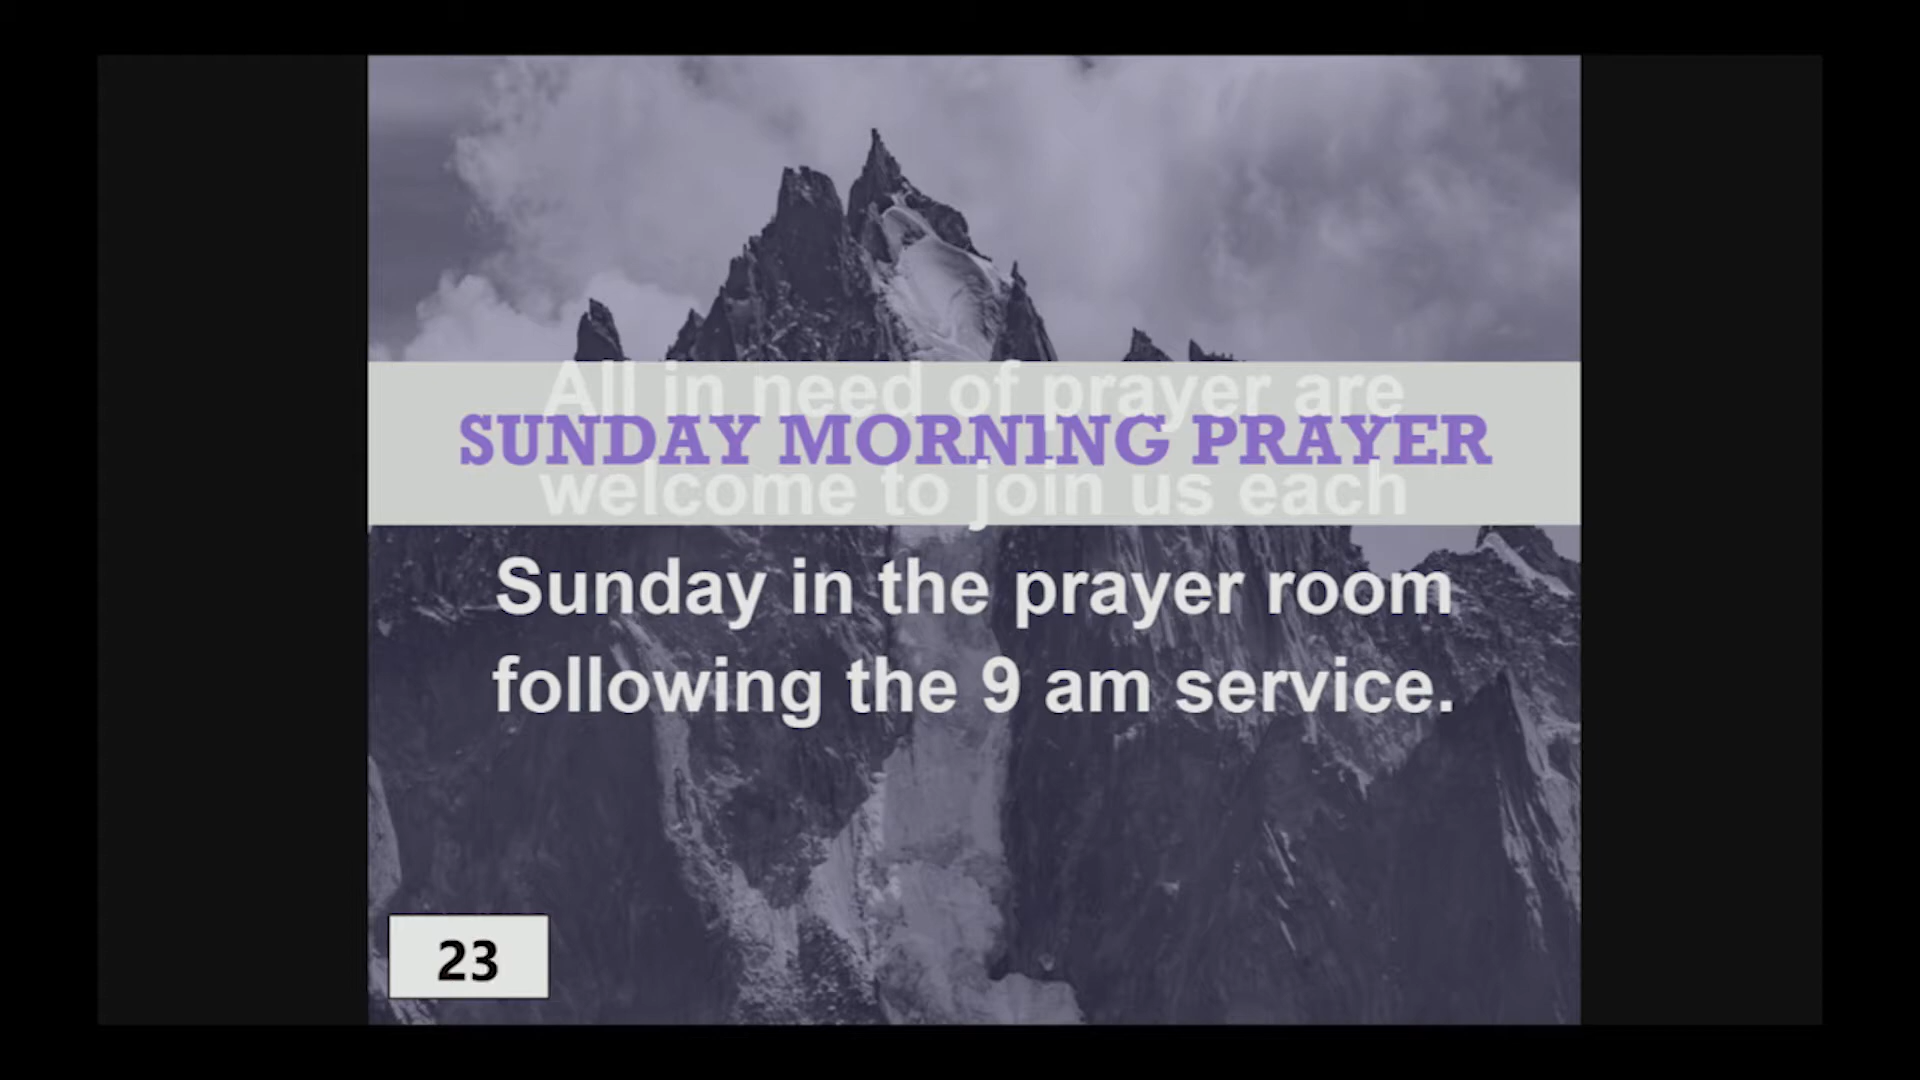 All in need of prayer are
SUNDAY MORNING PRAYER
welcome to join us each
Sunday in the prayer room
following the 9 am service.
23